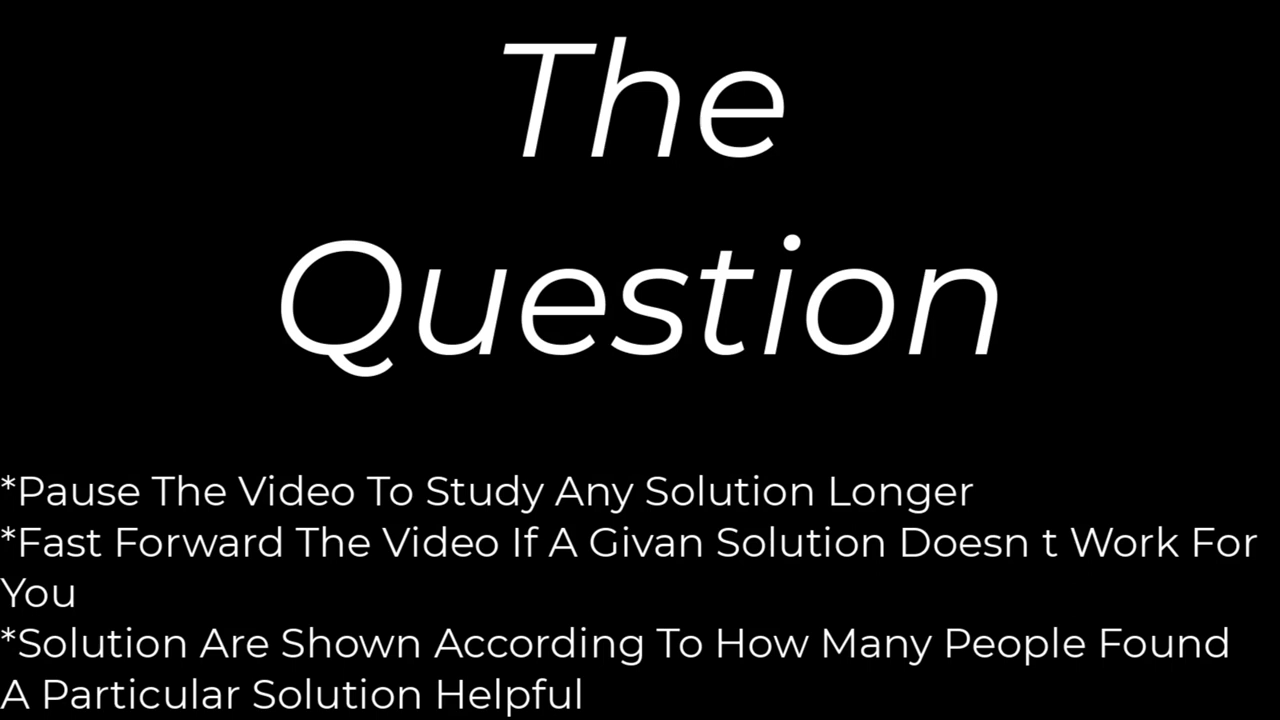 The
Question
*Pause The Video To Study Any Solution Longer
*Fast Forward The Video If A Givan Solution Doesn t Work For
You
*Solution Are Shown According To How Many People Found
A Particular Solution Helpful